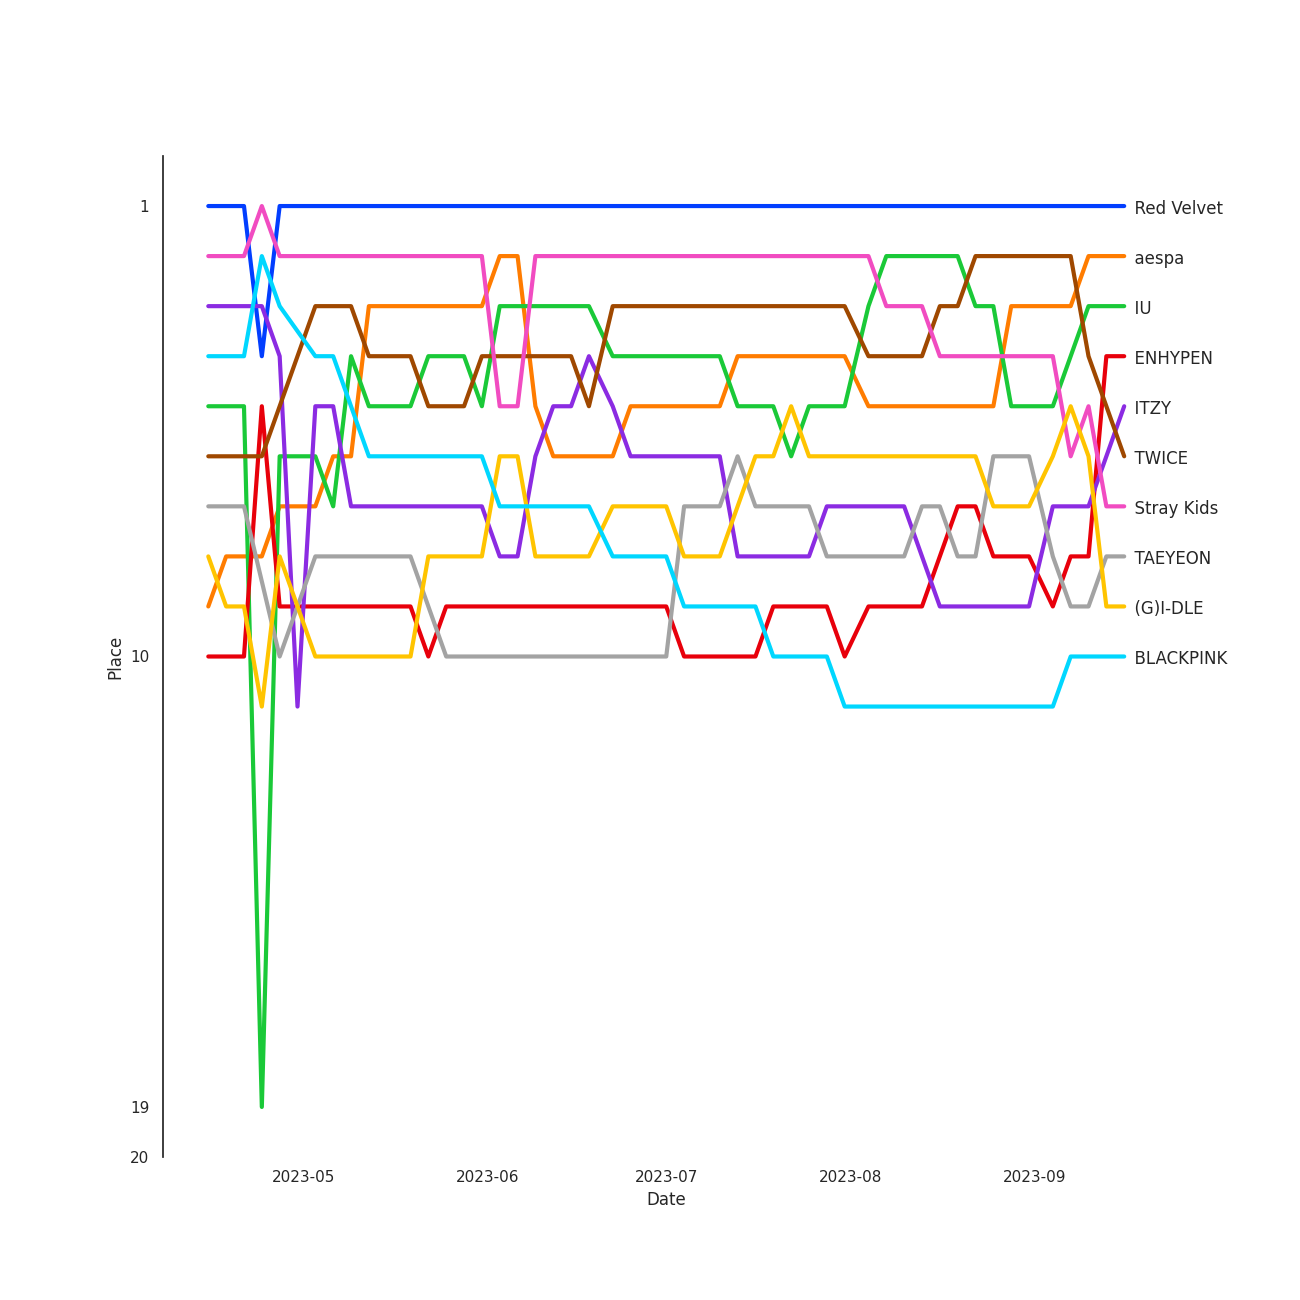 1
10
19
20
Place
2023-05
2023-06
2023-07
2023-08
2023-09
Date
Red Velvet
aespa
IU
ENHYPEN
ITZY
TWICE
Stray Kids
TAEYEON
(G)I-DLE
BLACKPINK